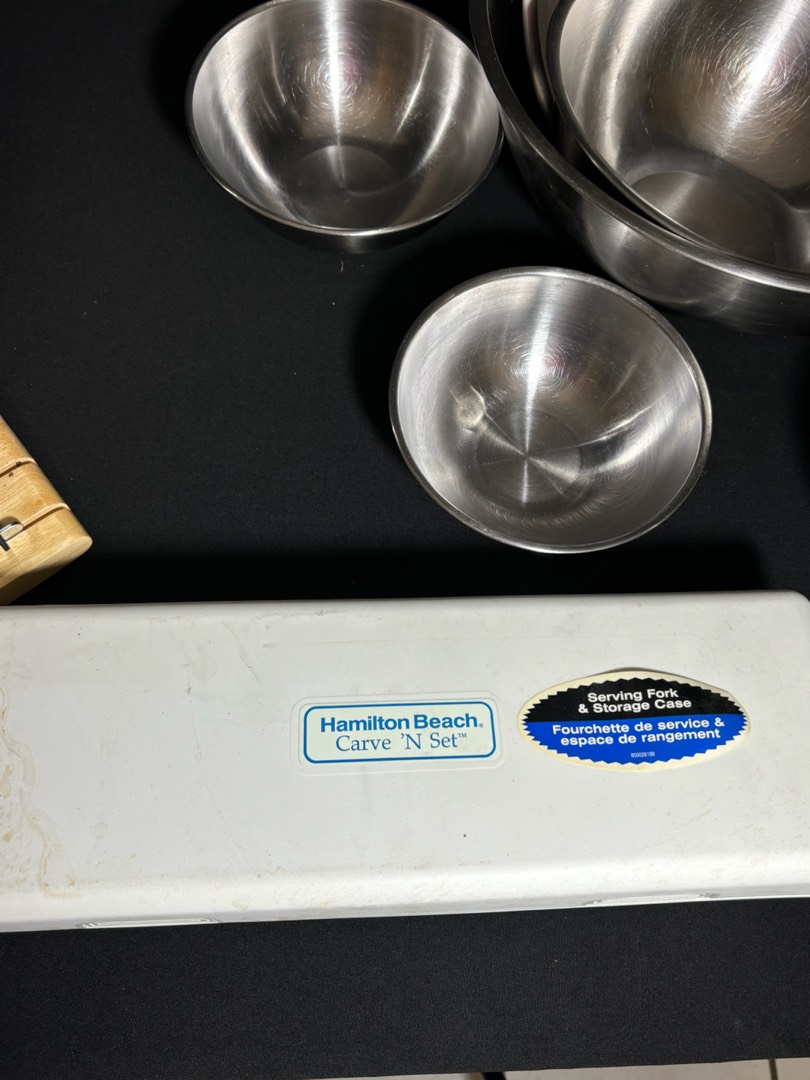 Hamilton Beach®
Carve 'N Set™
Serving Fork
& Storage Case
Fourchette de service &
espace de rangement